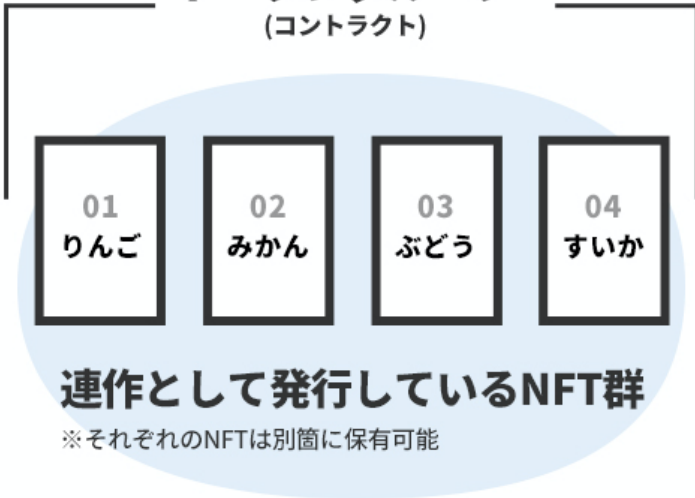 (コントラクト)
01
りんご
02
みかん
03
ぶどう
04
すいか
連作として発行しているNFT群
※それぞれのNFTは別箇に保有可能